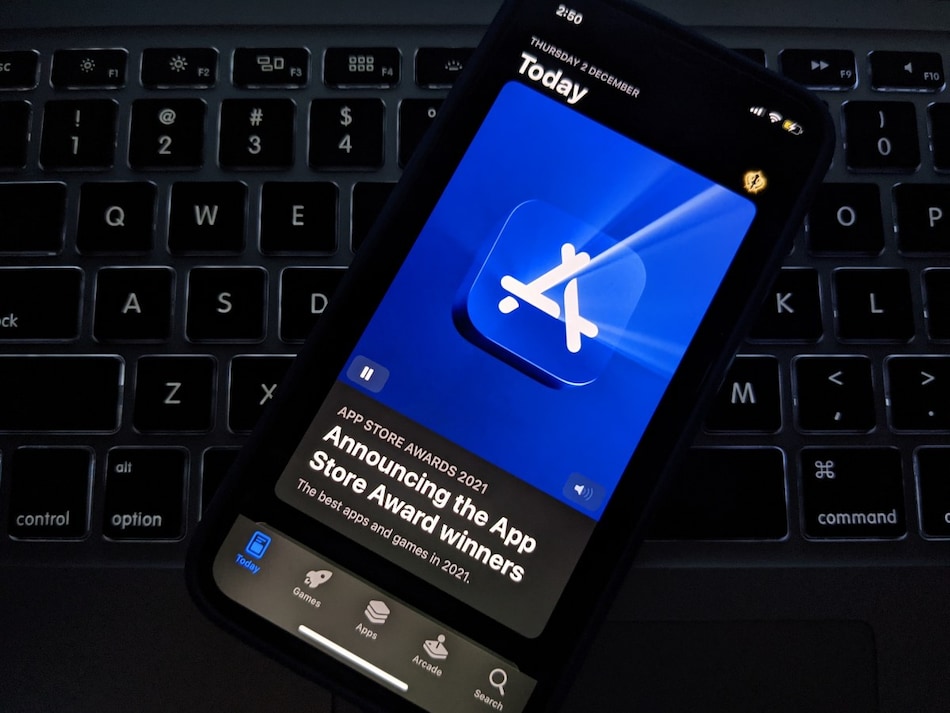 2:50
THURSDAY 2 DECEMBER
Today
APP STORE AWARDS 2021
Announcing the App
Store Award winners
The best apps and games in 2021.
Today
Games
Apps
Arcade
Search
F1
F2
F3
F4
F9
F10
!
1
@
2
#
3
$
4
)
0
Q
W
E
O
P
A
S
D
K
L
Z
X
M
<
,
>
.
control
alt
option
⌘
command